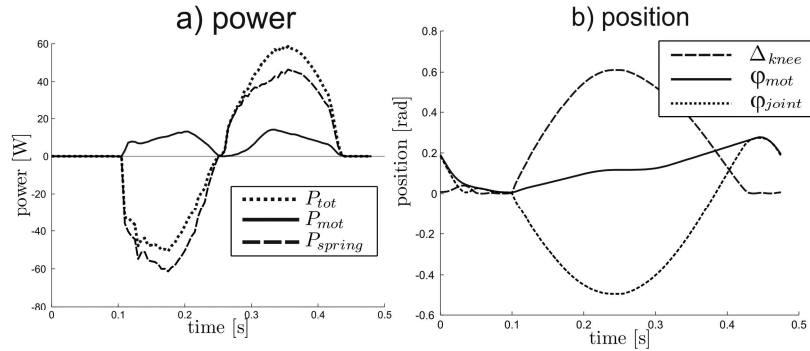 a) power
60
40
20
0
-20
-40
-60
-80
power [W]
P_tot
P_mot
P_spring
0
0.1
0.2
0.3
0.4
0.5
time [s]
b) position
0.8
0.6
0.4
0.2
0
-0.2
-0.4
-0.6
position [rad]
Δ_knee
φ_mot
φ_joint
0
0.1
0.2
0.3
0.4
0.5
time [s]